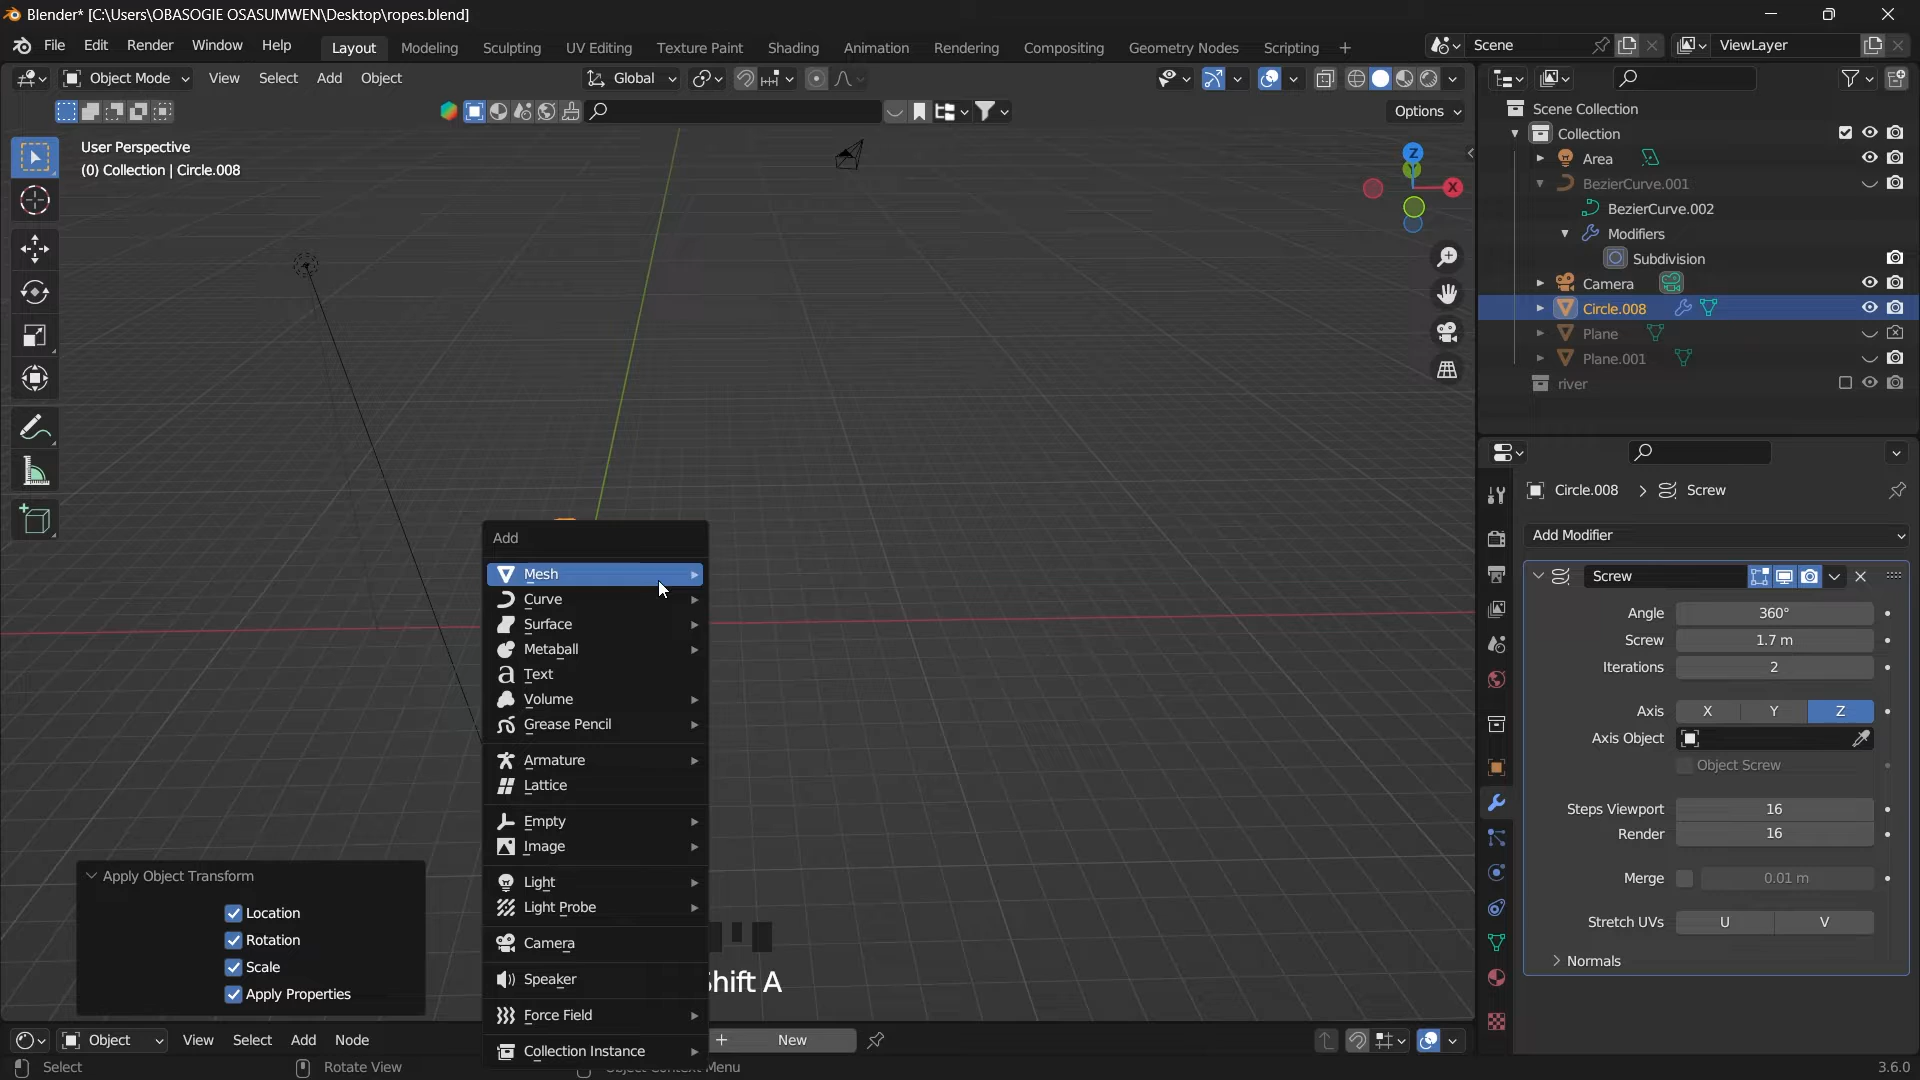 Blender* [C:\Users\OBASOGIE OSASUMWEN\Desktop\ropes.blend]
File Edit Render Window Help Layout Modeling Sculpting UV Editing Texture Paint Shading Animation Rendering Compositing Geometry Nodes Scripting + Scene ViewLayer
Object Mode View Select Add Object Global
Options
User Perspective
(0) Collection | Circle.008
Z
Y
X
Scene Collection
Collection
Area
BezierCurve.001
BezierCurve.002
Modifiers
Subdivision
Camera
Circle.008
Plane
Plane.001
river
Circle.008 > Screw
Add Modifier
Screw
Angle 360°
Screw 1.7 m
Iterations 2
Axis X Y Z
Axis Object
Object Screw
Steps Viewport 16
Render 16
Merge 0.01 m
Stretch UVs U V
Normals
Add
Mesh
Curve
Surface
Metaball
Text
Volume
Grease Pencil
Armature
Lattice
Empty
Image
Light
Light Probe
Camera
Speaker
Force Field
Collection Instance
Apply Object Transform
Location
Rotation
Scale
Apply Properties
hift A
Object View Select Add Node New
Select Rotate View Menu 3.6.0